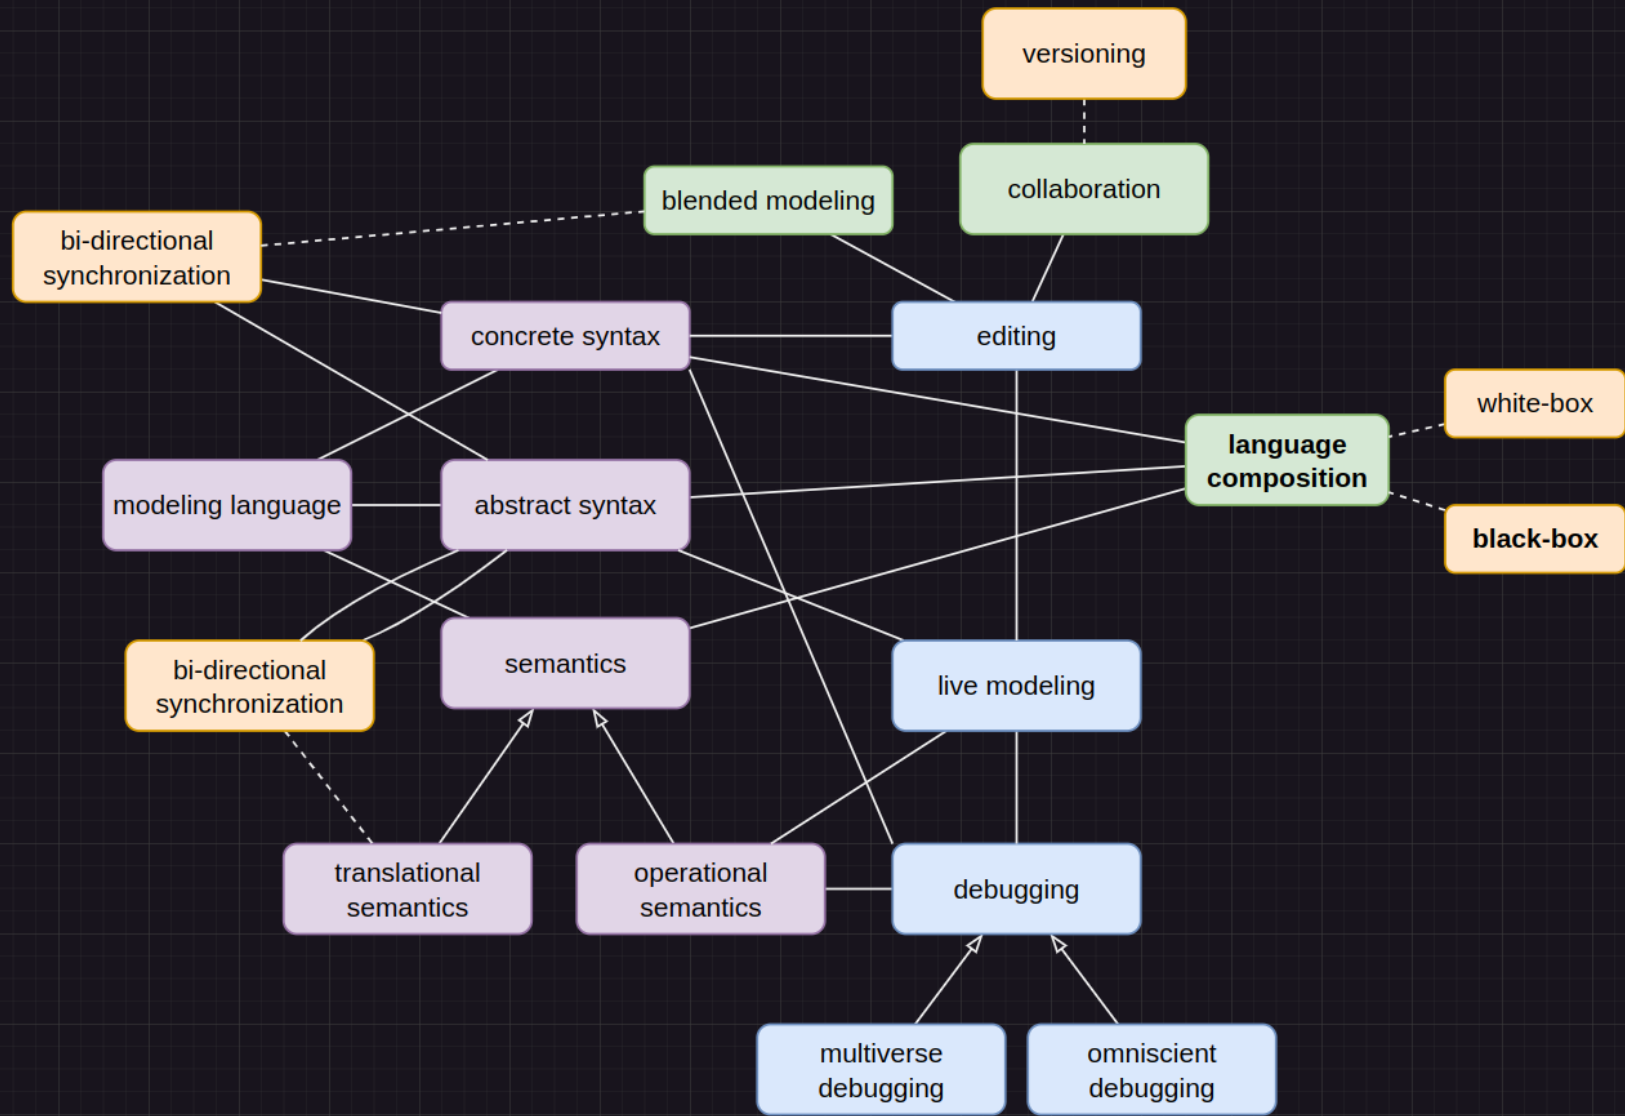 versioning
collaboration
blended modeling
bi-directional
synchronization
concrete syntax
editing
white-box
language
composition
modeling language
abstract syntax
black-box
bi-directional
synchronization
semantics
live modeling
translational
semantics
operational
semantics
debugging
multiverse
debugging
omniscient
debugging